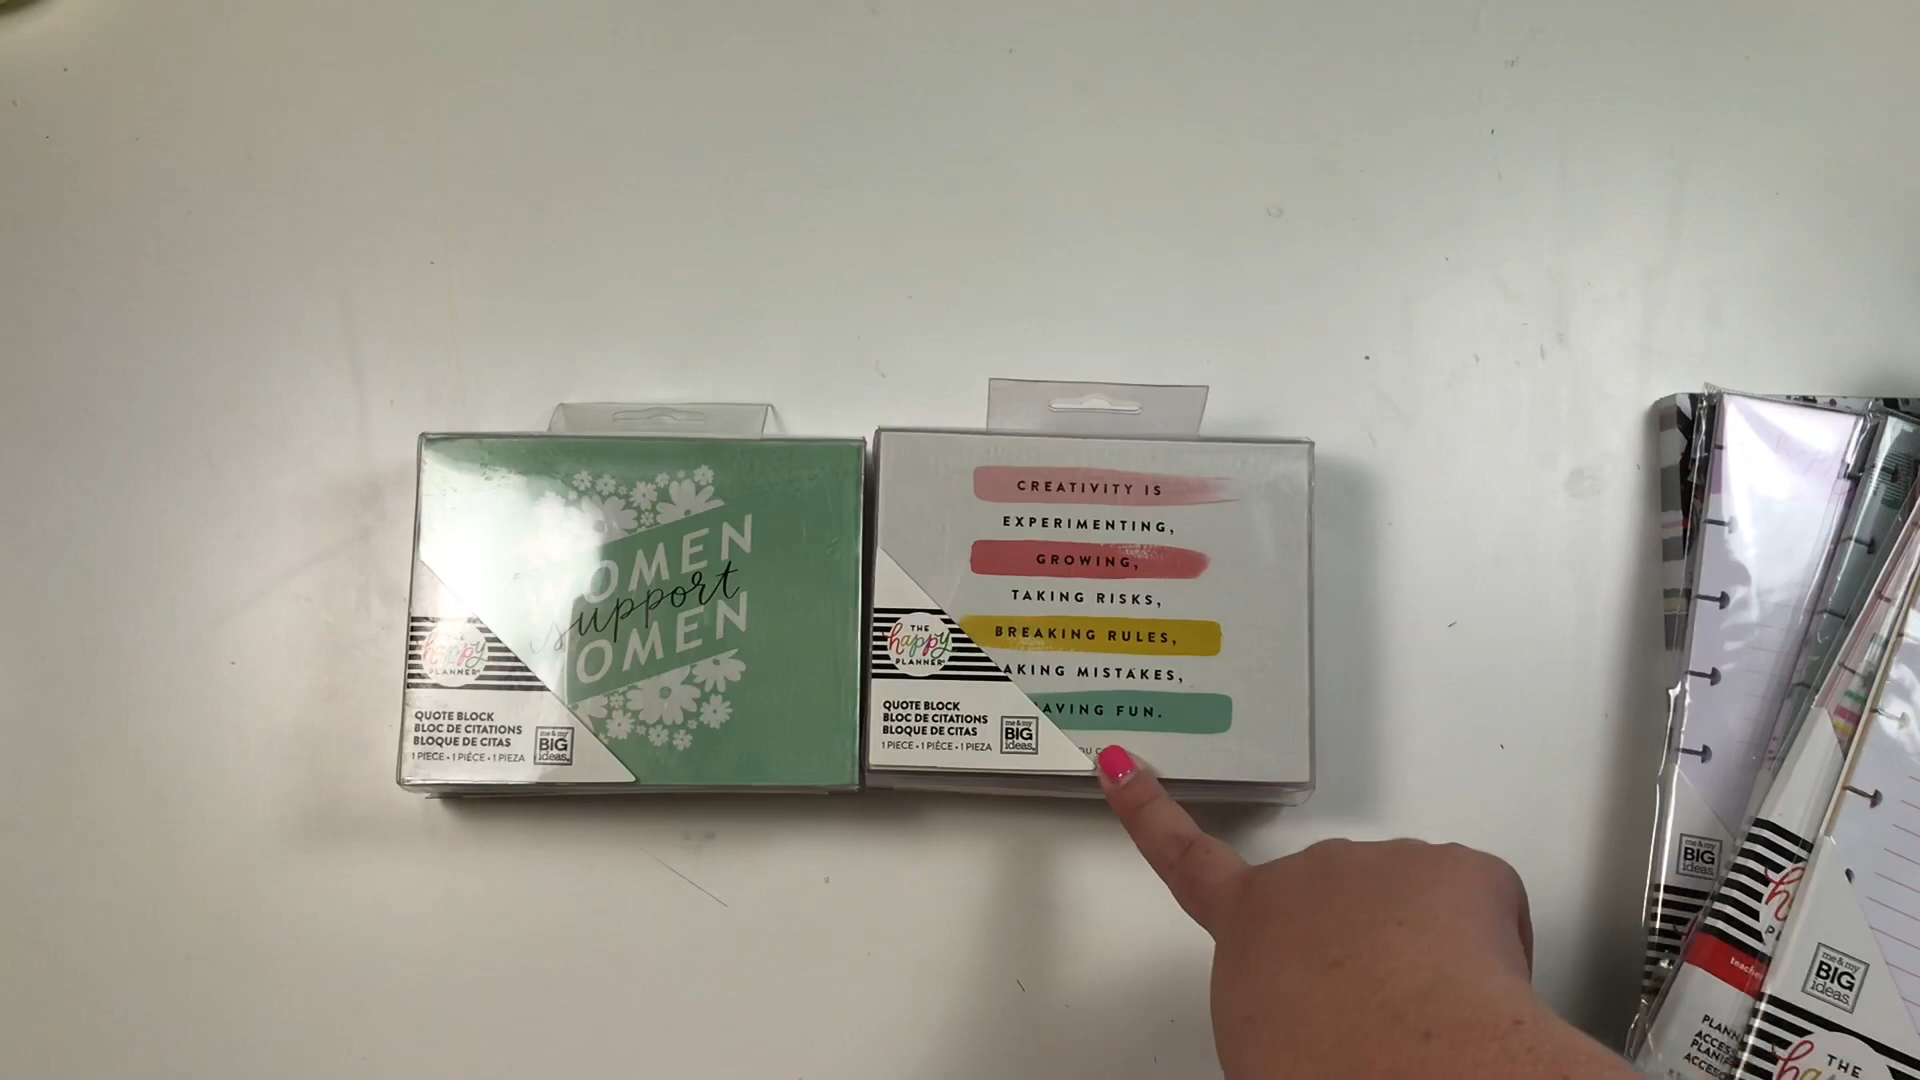 OMEN
support
OMEN
happy
PLANNER
QUOTE BLOCK
BLOC DE CITATIONS
BLOQUE DE CITAS
1 PIECE • 1 PIÈCE • 1 PIEZA
me & my
BIG
ideas
CREATIVITY IS
EXPERIMENTING,
GROWING,
TAKING RISKS,
BREAKING RULES,
AKING MISTAKES,
AVING FUN.
THE
happy
PLANNER
QUOTE BLOCK
BLOC DE CITATIONS
BLOQUE DE CITAS
1 PIECE • 1 PIÈCE • 1 PIEZA
me & my
BIG
ideas
me & my
BIG
ideas
me & my
BIG
ideas
THE